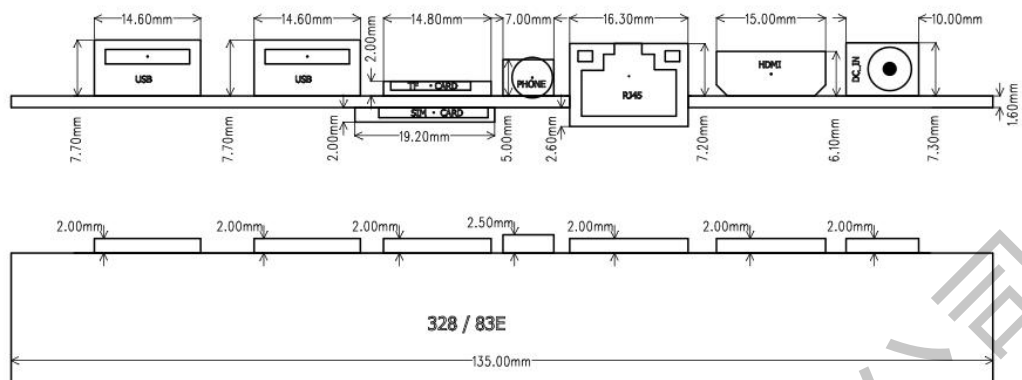 14.60mm 14.60mm 14.80mm 7.00mm 16.30mm 15.00mm 10.00mm
2.00mm
USB USB TF CARD PHONE RJ45 HDMI DC_IN
SIM CARD
19.20mm
7.70mm 7.70mm 2.00mm 5.00mm 2.60mm 7.20mm 6.10mm 7.30mm 1.60mm
2.00mm 2.00mm 2.00mm 2.50mm 2.00mm 2.00mm 2.00mm
328 / 83E
135.00mm
公司